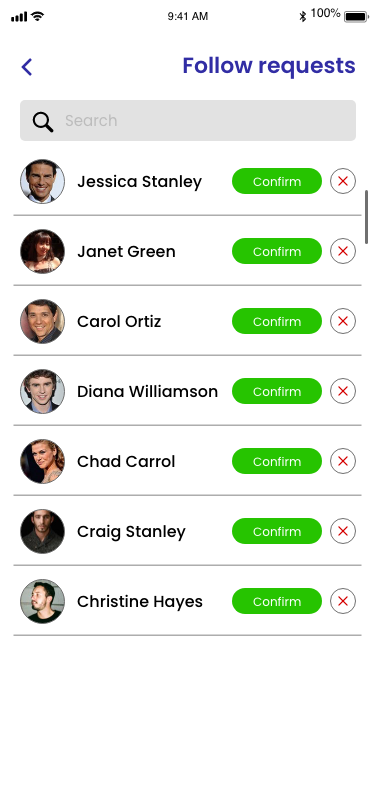 9:41 AM
100%
Follow requests
Search
Jessica Stanley Confirm
Janet Green Confirm
Carol Ortiz Confirm
Diana Williamson Confirm
Chad Carrol Confirm
Craig Stanley Confirm
Christine Hayes Confirm